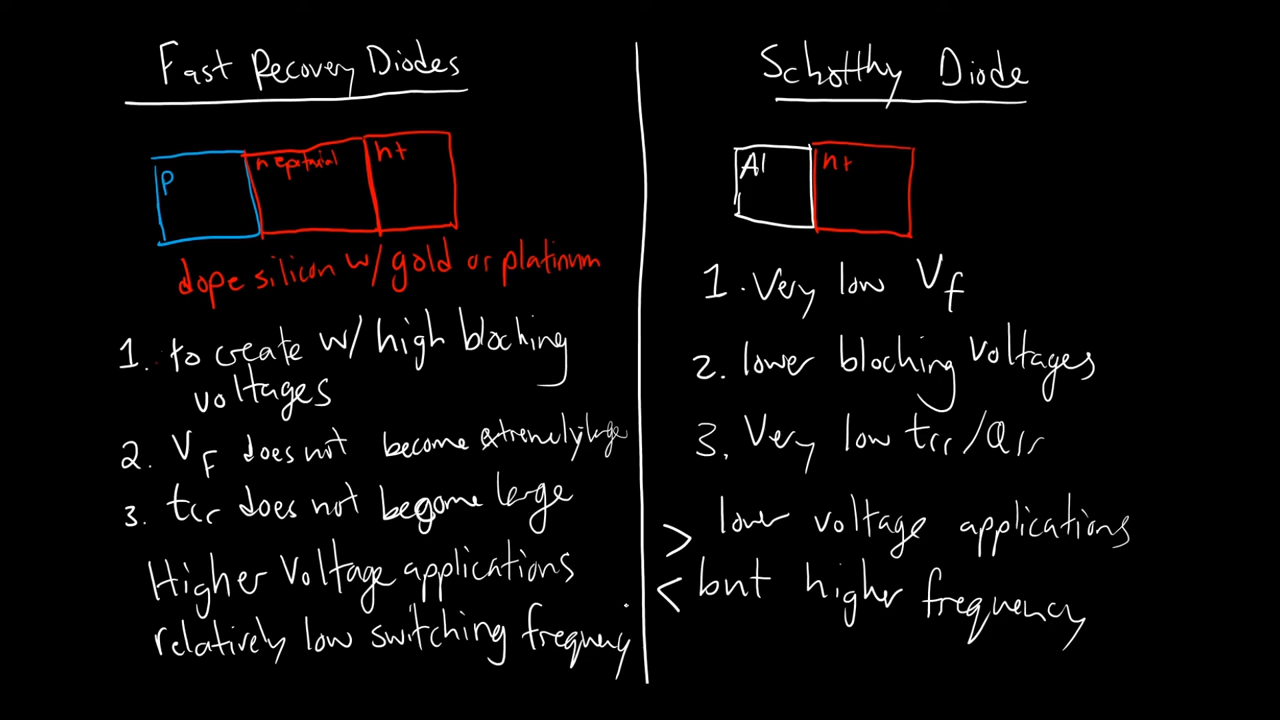 Fast Recovery Diodes
p
n epitaxial
n+
dope silicon w/ gold or platinum
1. to create w/ high blocking
voltages
2. VF does not become extremely large
3. trr does not become large
Higher Voltage applications
relatively low switching frequency
>
<
Schottky Diode
Al
n+
1. Very low Vf
2. lower blocking voltages
3. Very low trr/Qrr
lower voltage applications
but higher frequency